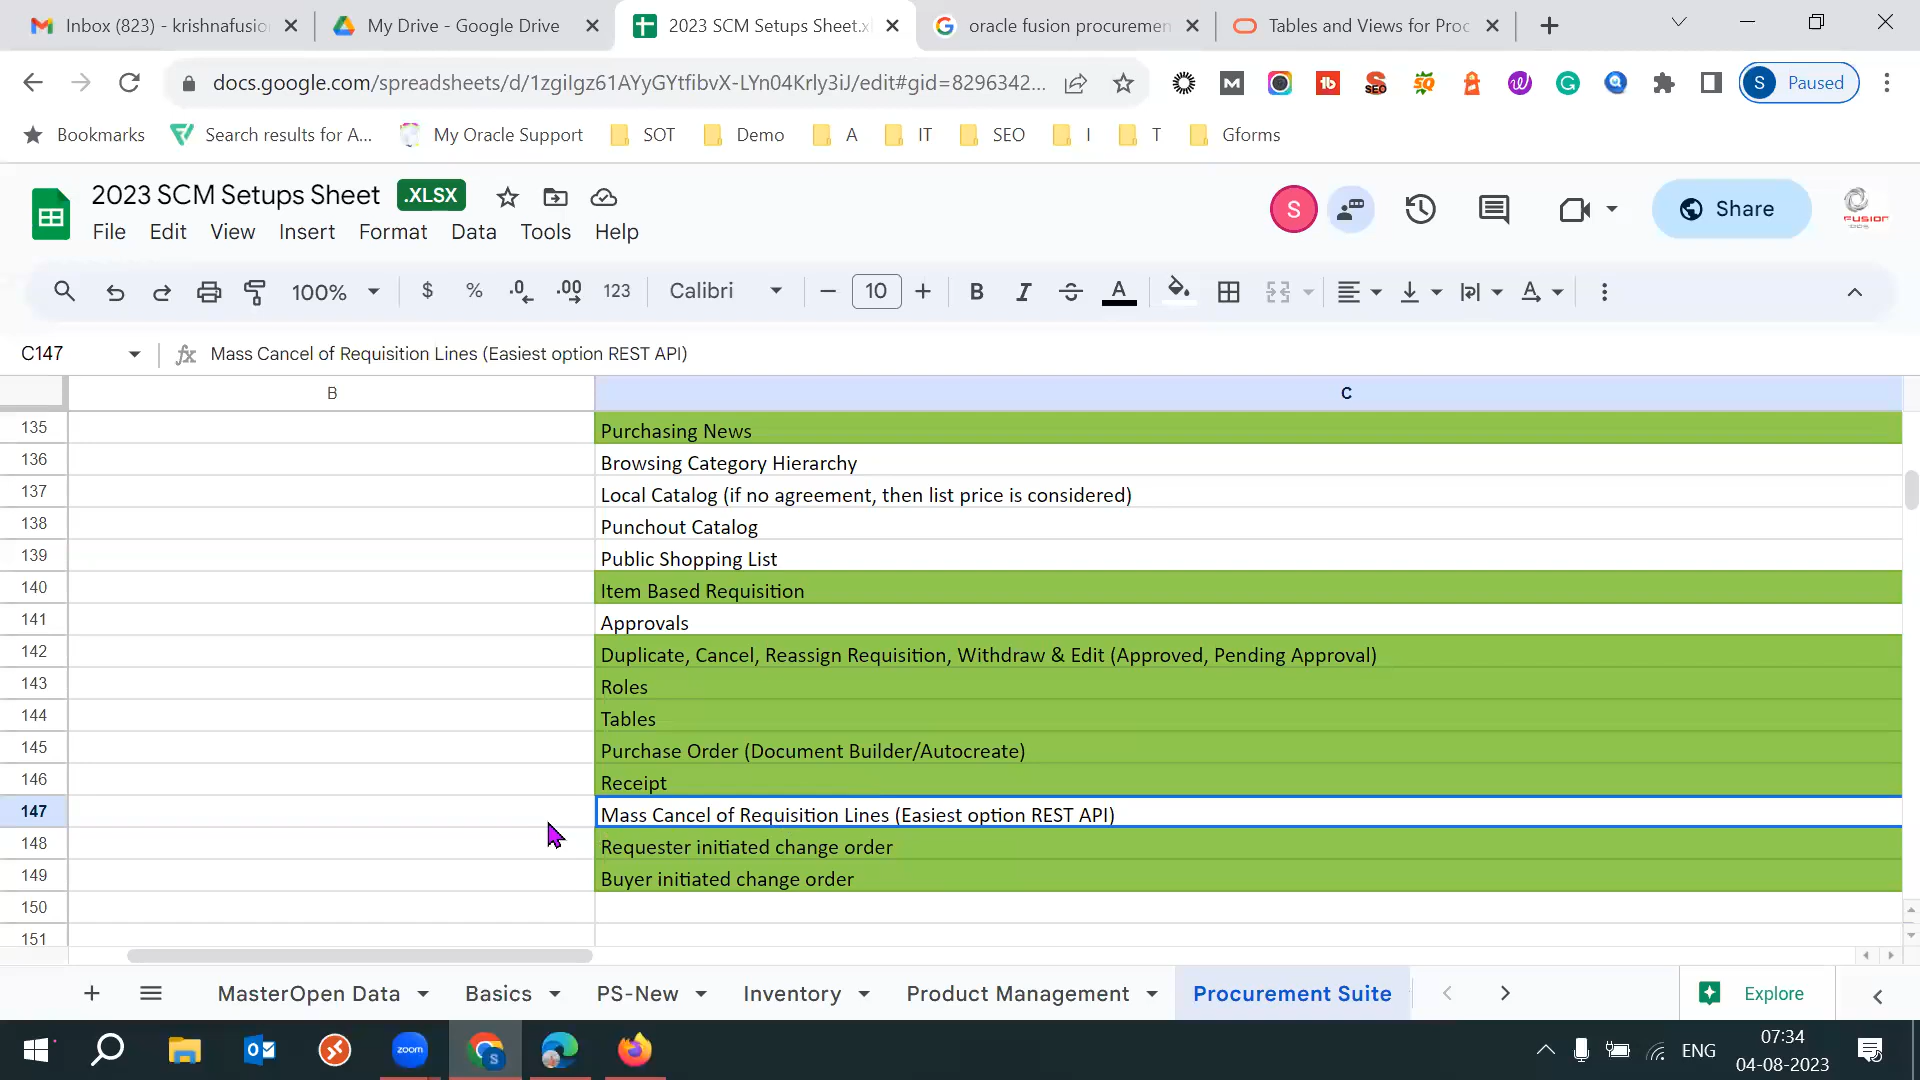 Inbox (823) - krishnafusio
My Drive - Google Drive
2023 SCM Setups Sheet.xl
oracle fusion procuremen
Tables and Views for Proc
docs.google.com/spreadsheets/d/1zgiIgz61AYyGYtfibvX-LYn04Krly3iJ/edit#gid=8296342...
S Paused
Bookmarks
Search results for A...
My Oracle Support
SOT
Demo
A
IT
SEO
I
T
Gforms
2023 SCM Setups Sheet .XLSX
S
Share
File Edit View Insert Format Data Tools Help
100% $ % .0 .00 123 Calibri 10 B I A
C147 fx Mass Cancel of Requisition Lines (Easiest option REST API)
B C
135 Purchasing News
136 Browsing Category Hierarchy
137 Local Catalog (if no agreement, then list price is considered)
138 Punchout Catalog
139 Public Shopping List
140 Item Based Requisition
141 Approvals
142 Duplicate, Cancel, Reassign Requisition, Withdraw & Edit (Approved, Pending Approval)
143 Roles
144 Tables
145 Purchase Order (Document Builder/Autocreate)
146 Receipt
147 Mass Cancel of Requisition Lines (Easiest option REST API)
148 Requester initiated change order
149 Buyer initiated change order
150
151
MasterOpen Data Basics PS-New Inventory Product Management Procurement Suite Explore
zoom
ENG
07:34
04-08-2023